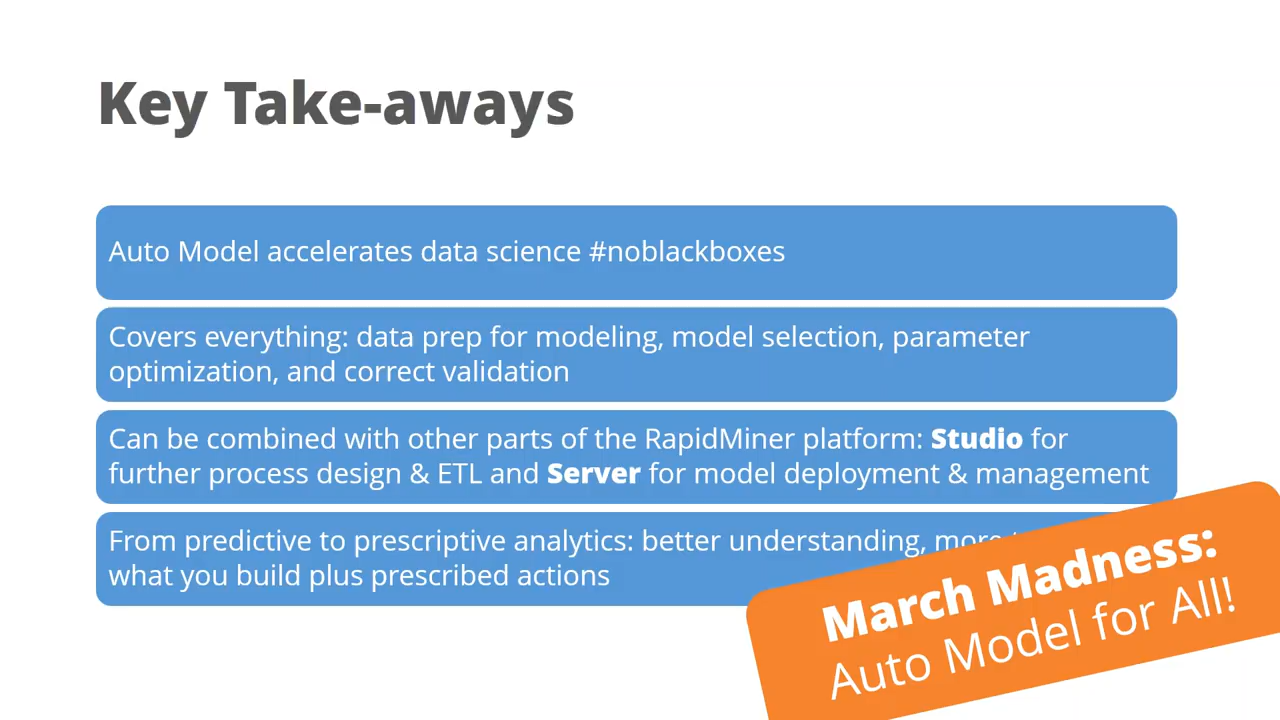 Key Take-aways
Auto Model accelerates data science #noblackboxes
Covers everything: data prep for modeling, model selection, parameter
optimization, and correct validation
Can be combined with other parts of the RapidMiner platform: Studio for
further process design & ETL and Server for model deployment & management
From predictive to prescriptive analytics: better understanding, more
what you build plus prescribed actions
March Madness:
Auto Model for All!